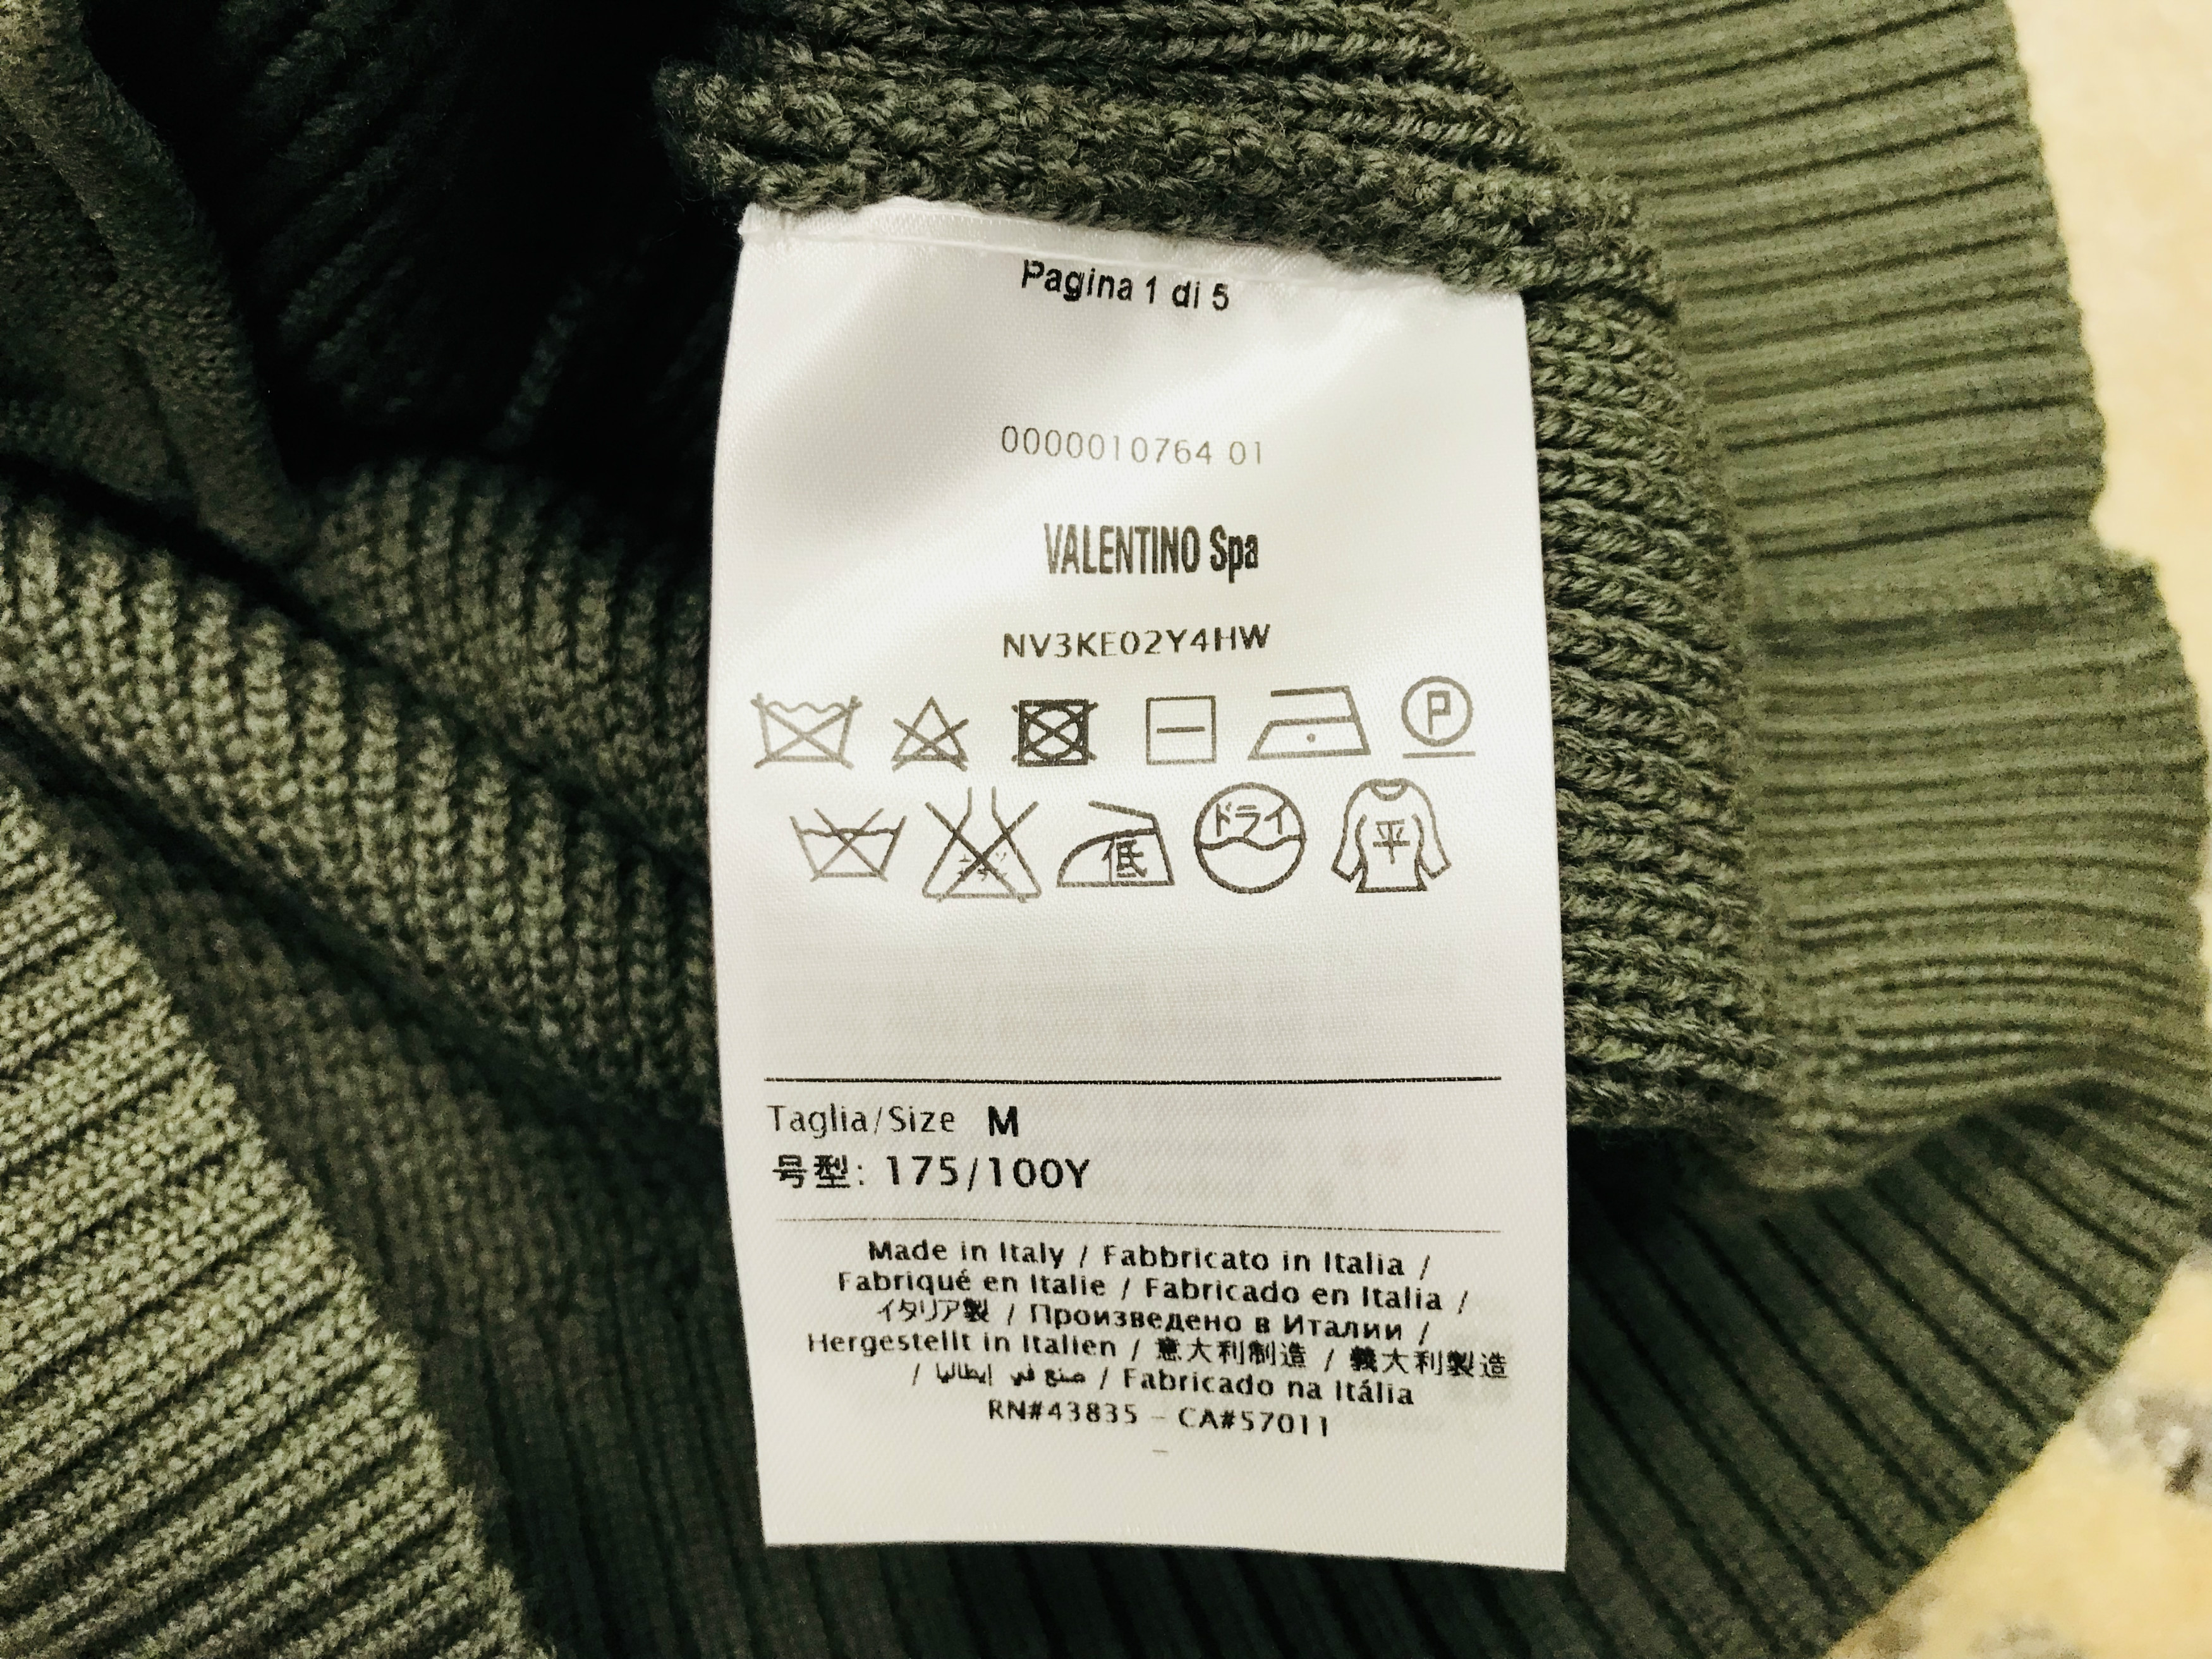 Pagina 1 di 5
0000010764 01
VALENTINO Spa
NV3KE02Y4HW
P
低 ドライ 平
Taglia/Size M
号型: 175/100Y
Made in Italy / Fabbricato in Italia /
Fabriqué en Italie / Fabricado en Italia /
イタリア製 / Произведено в Италии /
Hergestellt in Italien / 意大利制造 / 義大利製造
/ صنع في إيطاليا / Fabricado na Itália
RN#43835 - CA#57011
-